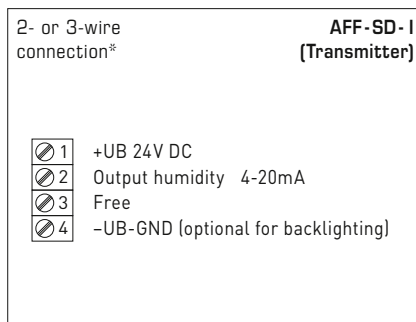 2- or 3-wire
connection*
AFF-SD-I
(Transmitter)
1 +UB 24V DC
2 Output humidity 4-20mA
3 Free
4 –UB-GND (optional for backlighting)